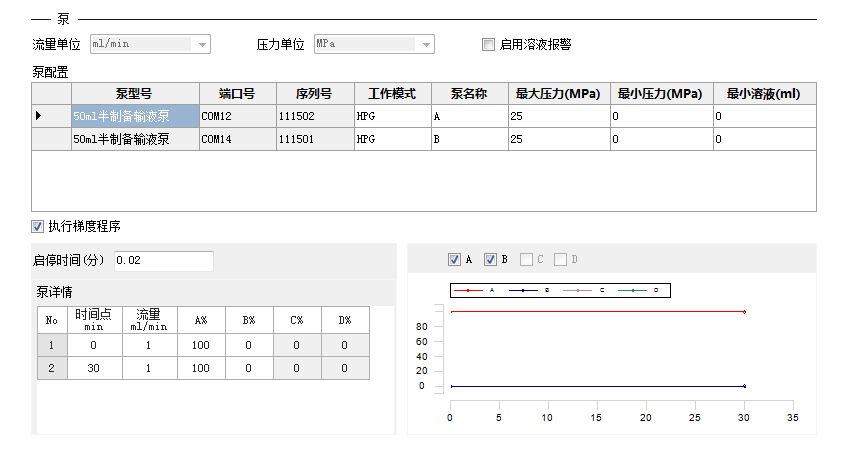 泵
流量单位 ml/min 压力单位 MPa 启用溶液报警
泵配置
泵型号 端口号 序列号 工作模式 泵名称 最大压力(MPa) 最小压力(MPa) 最小溶液(ml)
50ml半制备输液泵 COM12 111502 HPG A 25 0 0
50ml半制备输液泵 COM14 111501 HPG B 25 0 0
执行梯度程序
启停时间(分) 0.02
泵详情
No 时间点 min 流量 ml/min A% B% C% D%
1 0 1 100 0 0 0
2 30 1 100 0 0 0
A B C D
A B C D
80
60
40
20
0
0 5 10 15 20 25 30 35